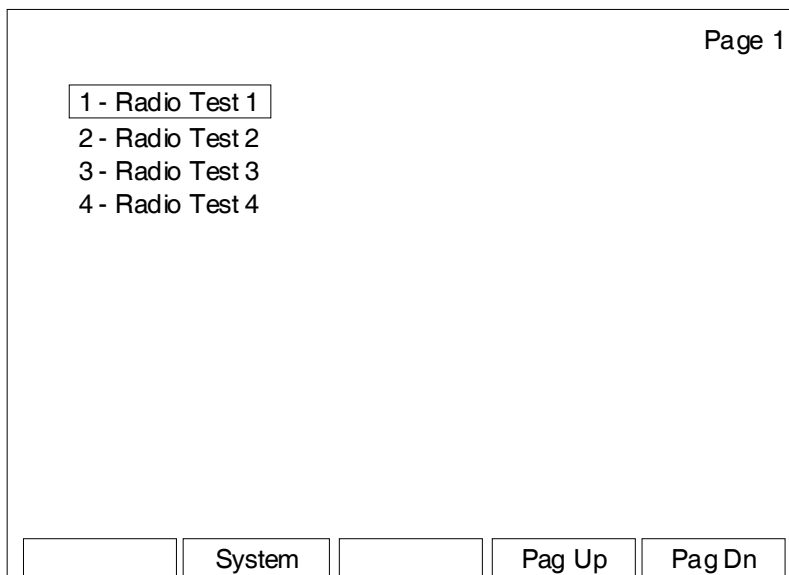 Page 1
1 - Radio Test 1
2 - Radio Test 2
3 - Radio Test 3
4 - Radio Test 4
System Pag Up Pag Dn